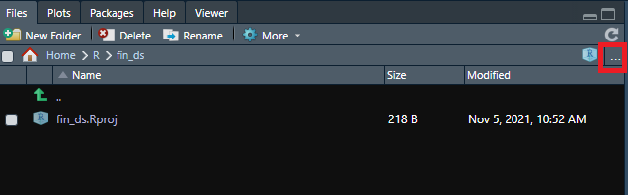 Files Plots Packages Help Viewer
New Folder Delete Rename More
Home R fin_ds R ...
Name Size Modified
..
R fin_ds.Rproj 218 B Nov 5, 2021, 10:52 AM